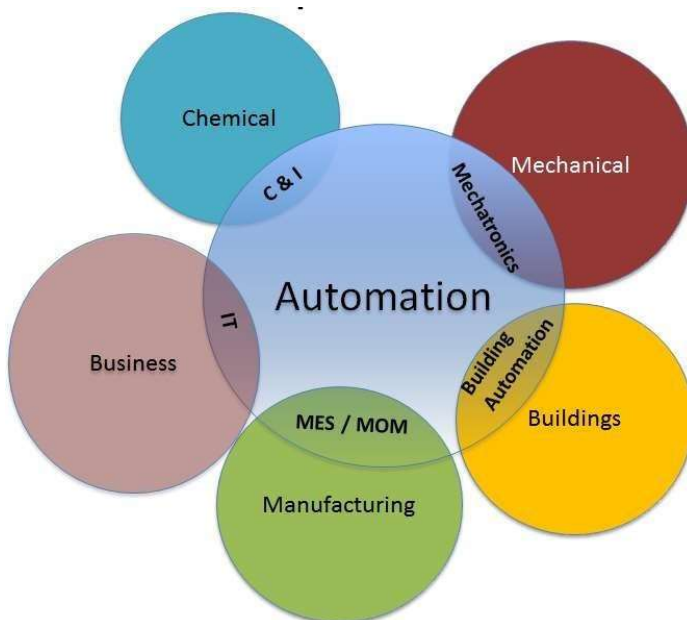 Chemical
C & I
Mechanical
Mechatronics
Automation
IT
Business
Building
Automation
Buildings
MES / MOM
Manufacturing